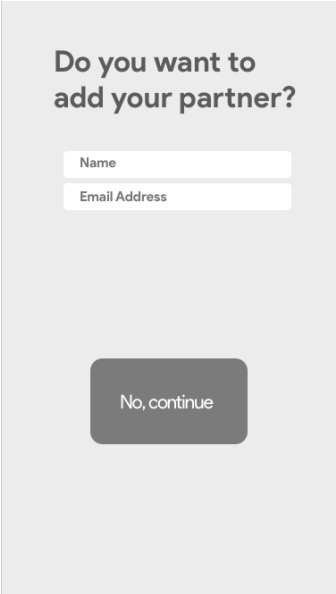 Do you want to
add your partner?
Name
Email Address
No, continue